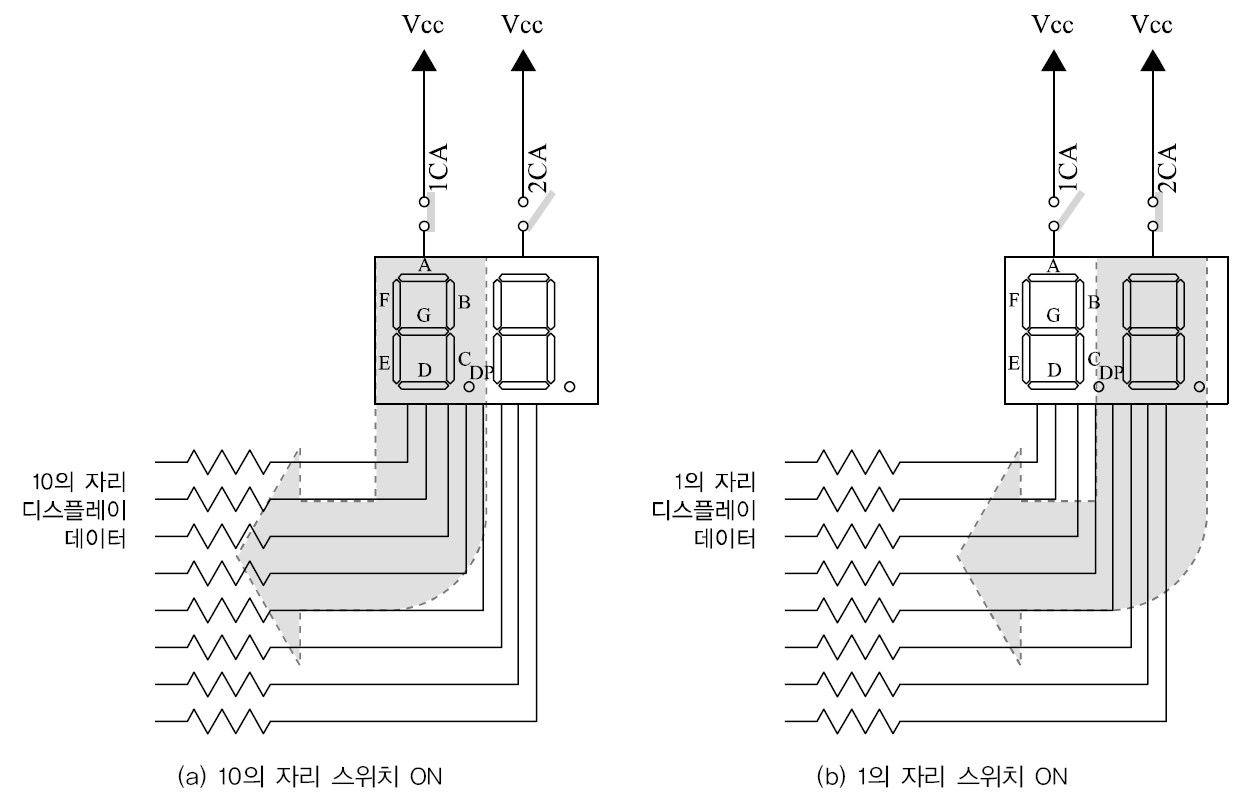 Vcc
Vcc
1CA
2CA
A
F
B
G
E
C
D
DP
10의 자리
디스플레이
데이터
(a) 10의 자리 스위치 ON
Vcc
Vcc
1CA
2CA
A
F
B
G
E
C
D
DP
1의 자리
디스플레이
데이터
(b) 1의 자리 스위치 ON